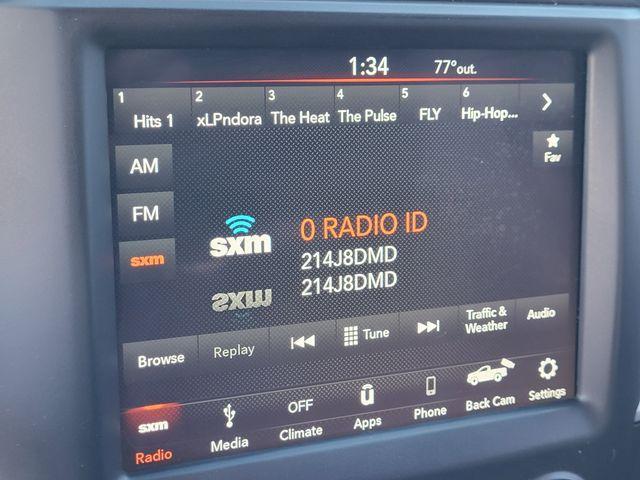 1:34 77°out.
1 Hits 1 2 xLPndora 3 The Heat 4 The Pulse 5 FLY 6 Hip-Hop...
Fav
AM
FM
sxm
sxm
0 RADIO ID
214J8DMD
214J8DMD
Browse Replay Tune Traffic & Weather Audio
sxm Radio Media OFF Climate Apps Phone Back Cam Settings